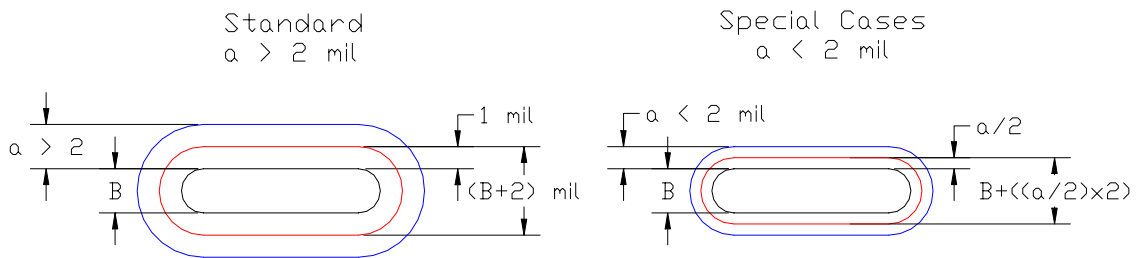 Standard
a > 2 mil
Special Cases
a < 2 mil
1 mil
a > 2
B
(B+2) mil
a < 2 mil
a/2
B
B+((a/2)x2)